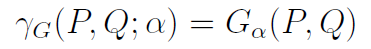 γ_G(P, Q; α) = G_α(P, Q)